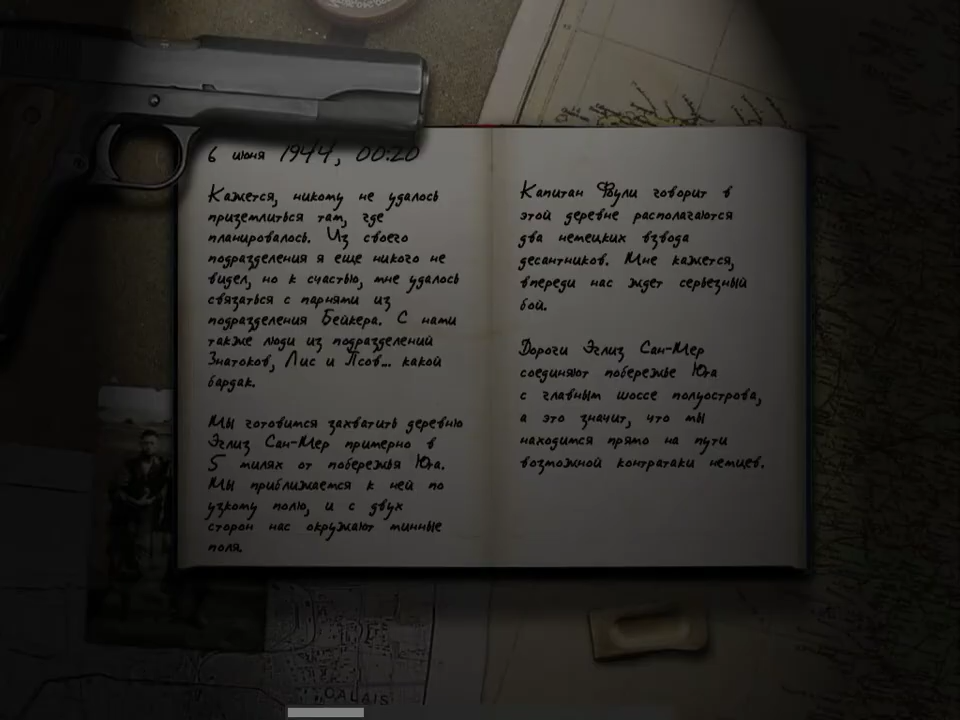 6 июня 1944, 00:20
Кажется, никому не удалось
приземлиться там, где
планировалось. Из своего
подразделения я еще никого не
видел, но к счастью, мне удалось
связаться с парнями из
подразделения Бейкера. С нами
также люди из подразделений
Знатоков, Лис и Псов... какой
бардак.
Мы готовимся захватить деревню
Эглиз Сан-Мер примерно в
5 милях от побережья Юта.
Мы приближаемся к ней по
узкому полю, и с двух
сторон нас окружают минные
поля.
Капитан Фоули говорит в
этой деревне располагаются
два немецких взвода
десантников. Мне кажется,
впереди нас ждет серьезный
бой.
Дороги Эглиз Сан-Мер
соединяют побережье Юта
с главным шоссе полуострова,
а это значит, что мы
находимся прямо на пути
возможной контратаки немцев.
CALAIS